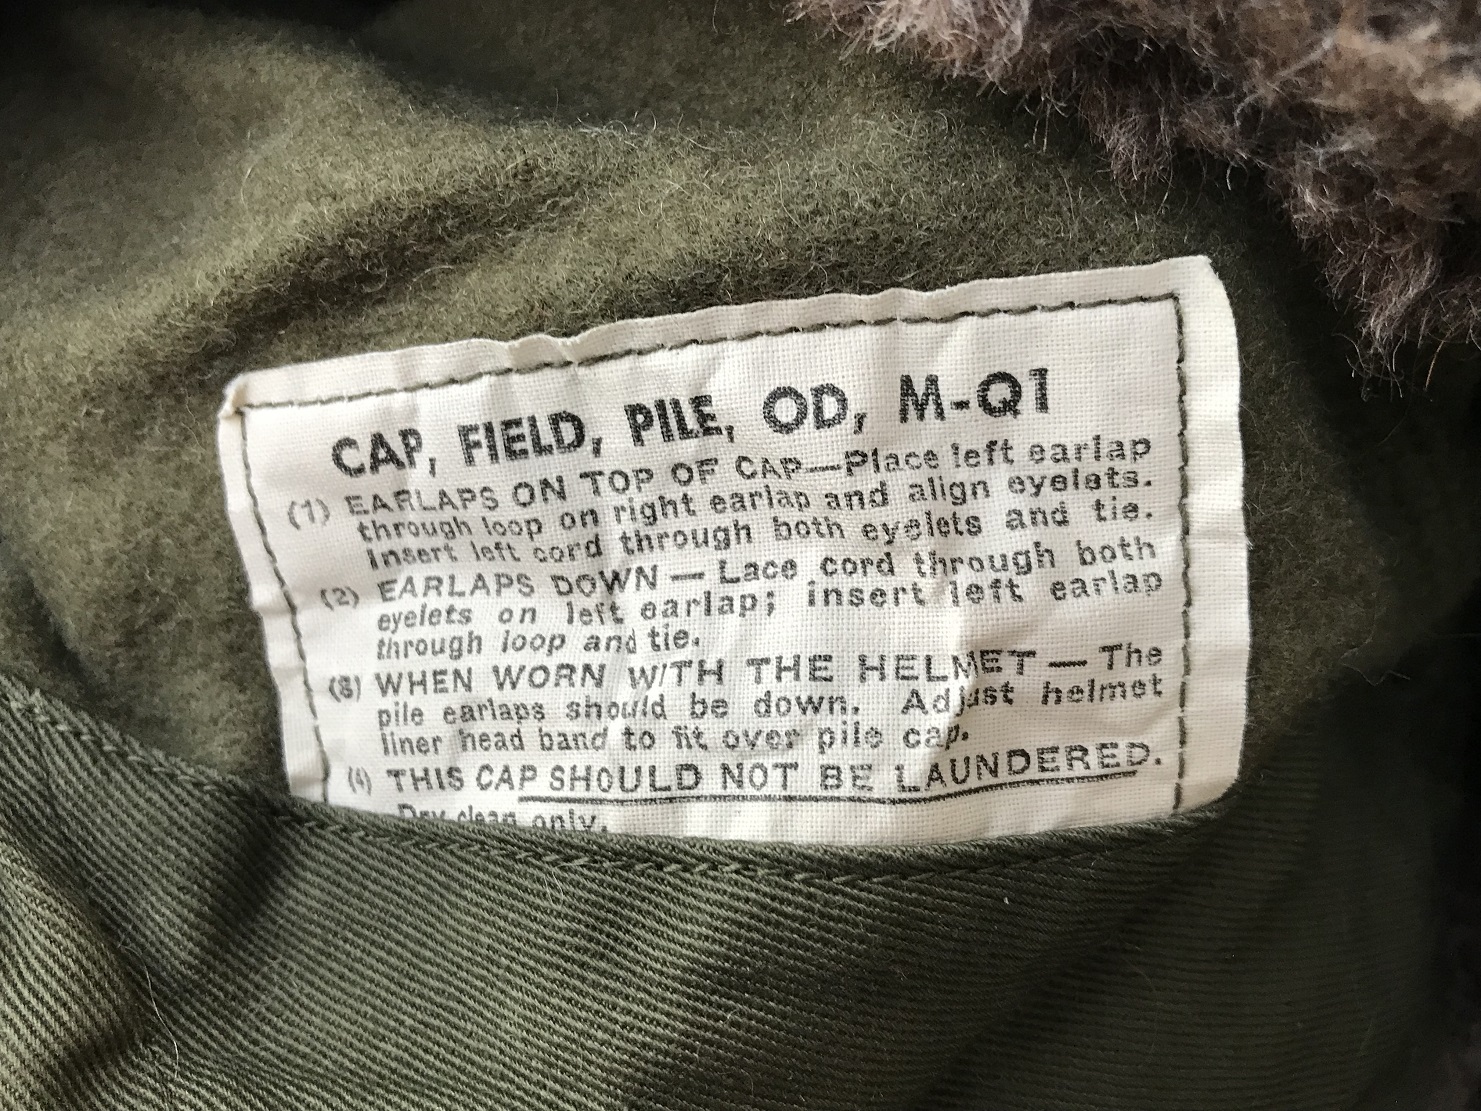 CAP, FIELD, PILE, OD, M-Q1
(1) EARLAPS ON TOP OF CAP—Place left earlap
through loop on right earlap and align eyelets.
Insert left cord through both eyelets and tie.
(2) EARLAPS DOWN — Lace cord through both
eyelets on left earlap; insert left earlap
through loop and tie.
(3) WHEN WORN WITH THE HELMET — The
pile earlaps should be down. Adjust helmet
liner head band to fit over pile cap.
(4) THIS CAP SHOULD NOT BE LAUNDERED.
Dry clean only.